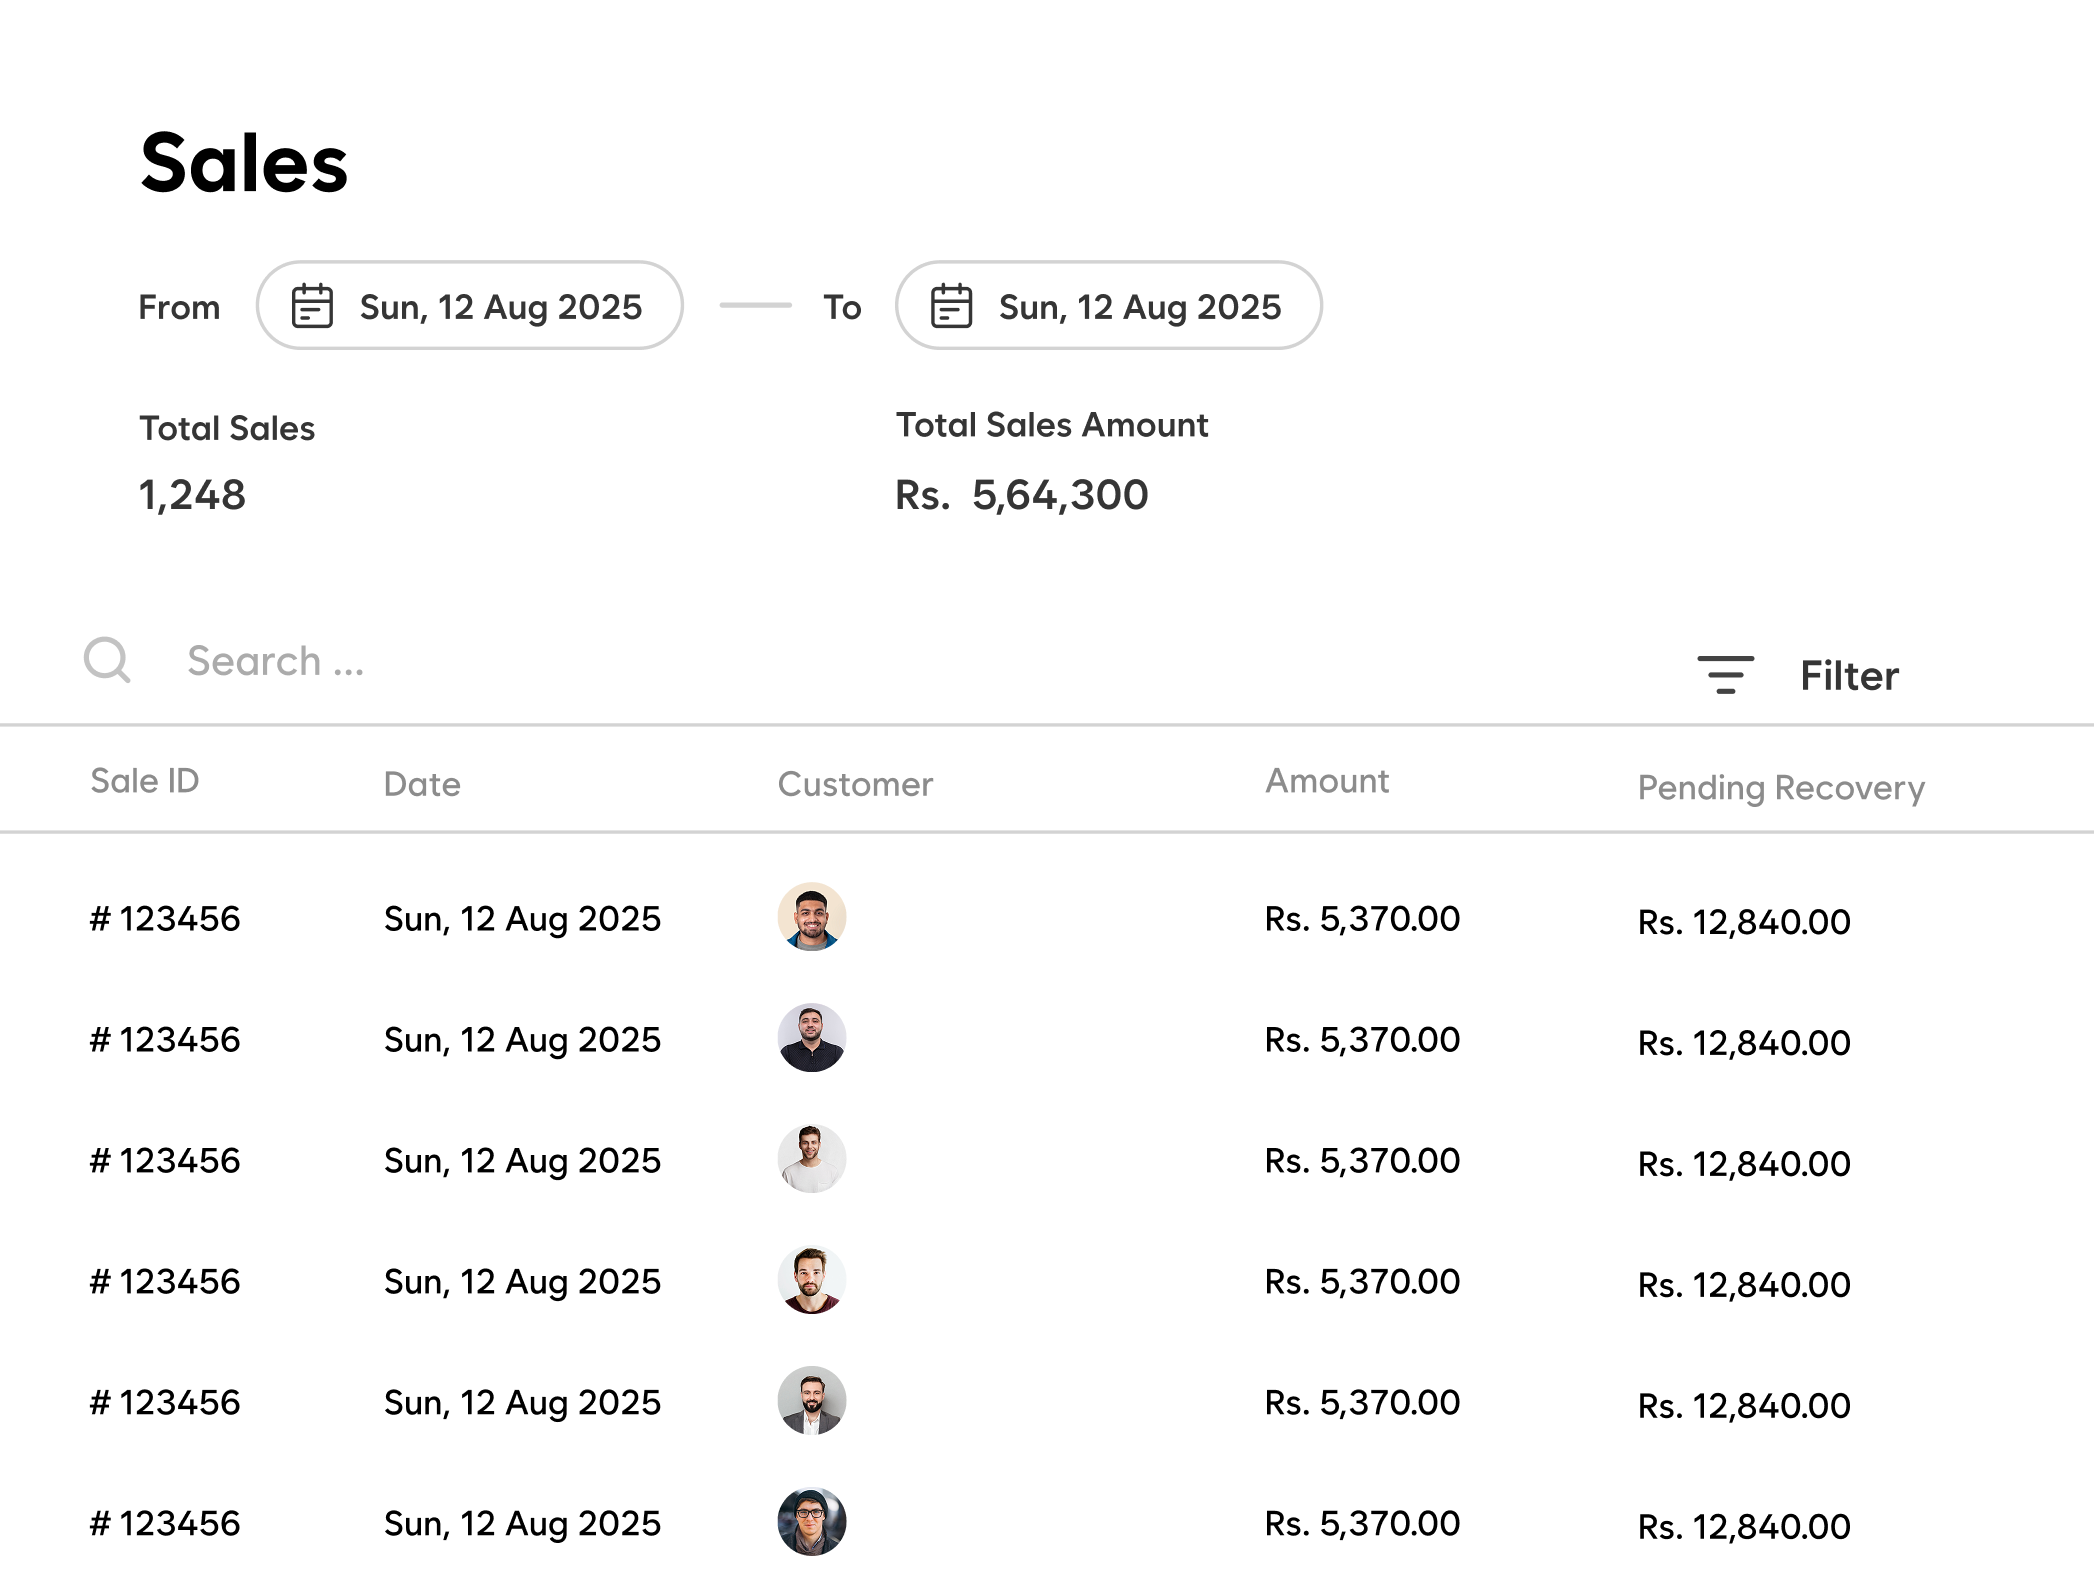 Sales
From Sun, 12 Aug 2025 To Sun, 12 Aug 2025
Total Sales Total Sales Amount
1,248 Rs. 5,64,300
Search ... Filter
Sale ID Date Customer Amount Pending Recovery
# 123456 Sun, 12 Aug 2025 Rs. 5,370.00 Rs. 12,840.00
# 123456 Sun, 12 Aug 2025 Rs. 5,370.00 Rs. 12,840.00
# 123456 Sun, 12 Aug 2025 Rs. 5,370.00 Rs. 12,840.00
# 123456 Sun, 12 Aug 2025 Rs. 5,370.00 Rs. 12,840.00
# 123456 Sun, 12 Aug 2025 Rs. 5,370.00 Rs. 12,840.00
# 123456 Sun, 12 Aug 2025 Rs. 5,370.00 Rs. 12,840.00